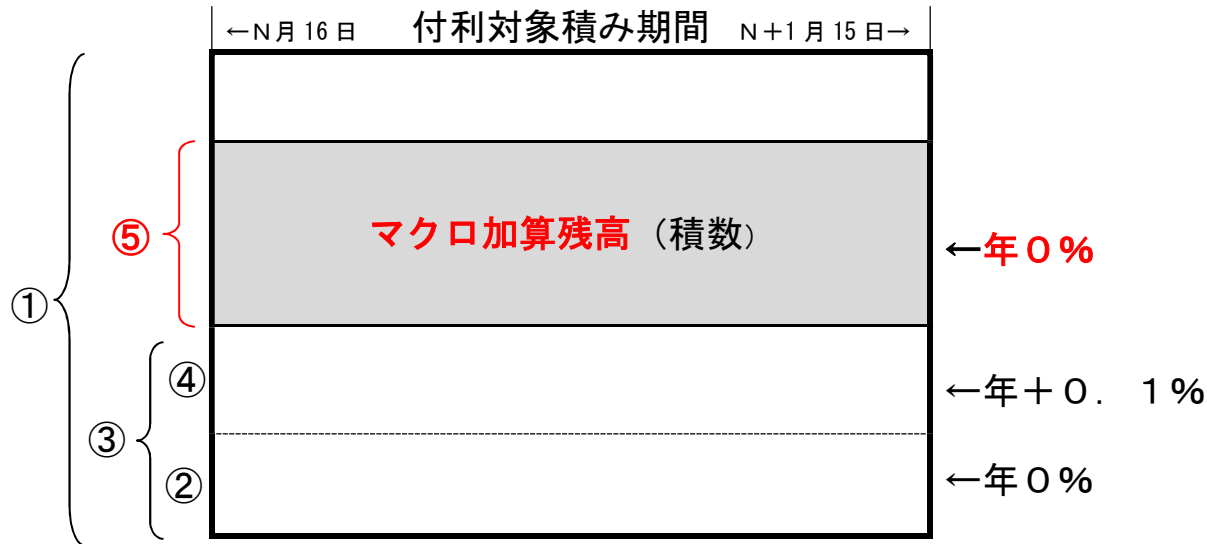 ←N月16日 付利対象積み期間 N+1月15日→
⑤ マクロ加算残高（積数） ←年０％
①
④ ←年＋０．１％
③
② ←年０％